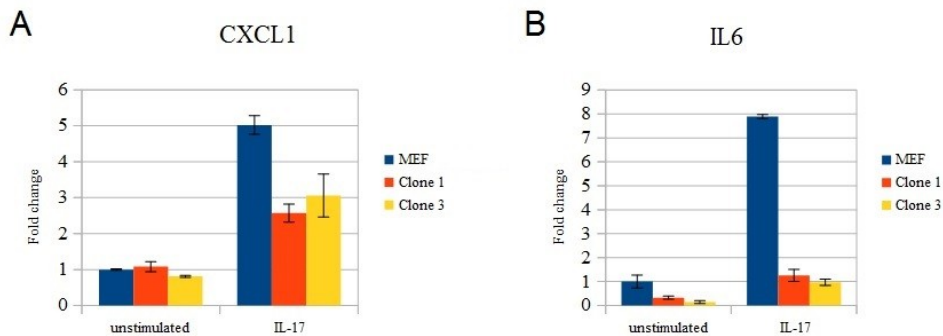 A
CXCL1
Fold change
6
5
4
3
2
1
0
unstimulated
IL-17
MEF
Clone 1
Clone 3
B
IL6
Fold change
9
8
7
6
5
4
3
2
1
0
unstimulated
IL-17
MEF
Clone 1
Clone 3